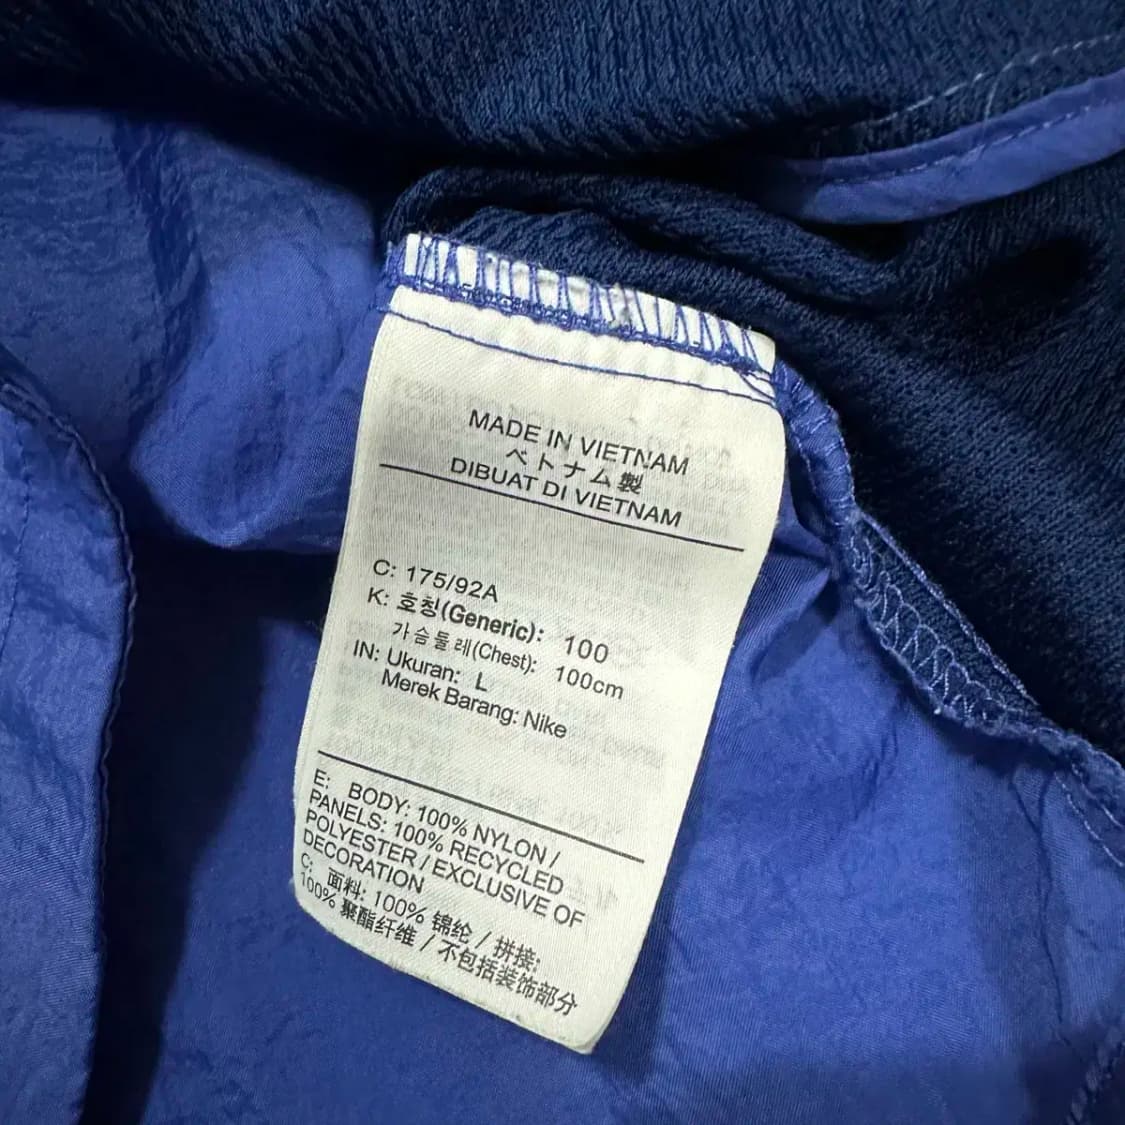 MADE IN VIETNAM
ベトナム製
DIBUAT DI VIETNAM
C: 175/92A
K: 호칭(Generic): 100
가슴둘레(Chest): 100cm
IN: Ukuran: L
Merek Barang: Nike
E: BODY: 100% NYLON /
PANELS: 100% RECYCLED
POLYESTER / EXCLUSIVE OF
DECORATION
C: 面料: 100% 锦纶 / 拼接:
100% 聚酯纤维 / 不包括装饰部分